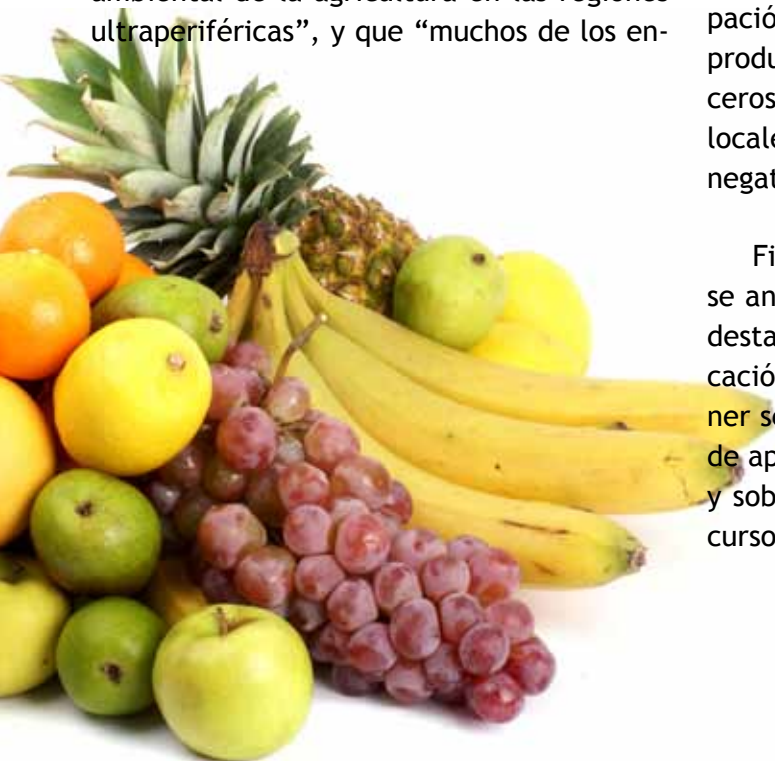 ambiental de la agricultura en las regiones
ultraperiféricas”, y que “muchos de los en-
pació
produ
ceros
locale
negat
Fi
se an
desta
cació
ner se
de ap
y sob
curso